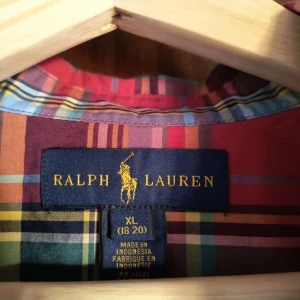 RALPH LAUREN
XL
(18-20)
MADE IN
INDONESIA
FABRIQUÉ EN
INDONÉSIE